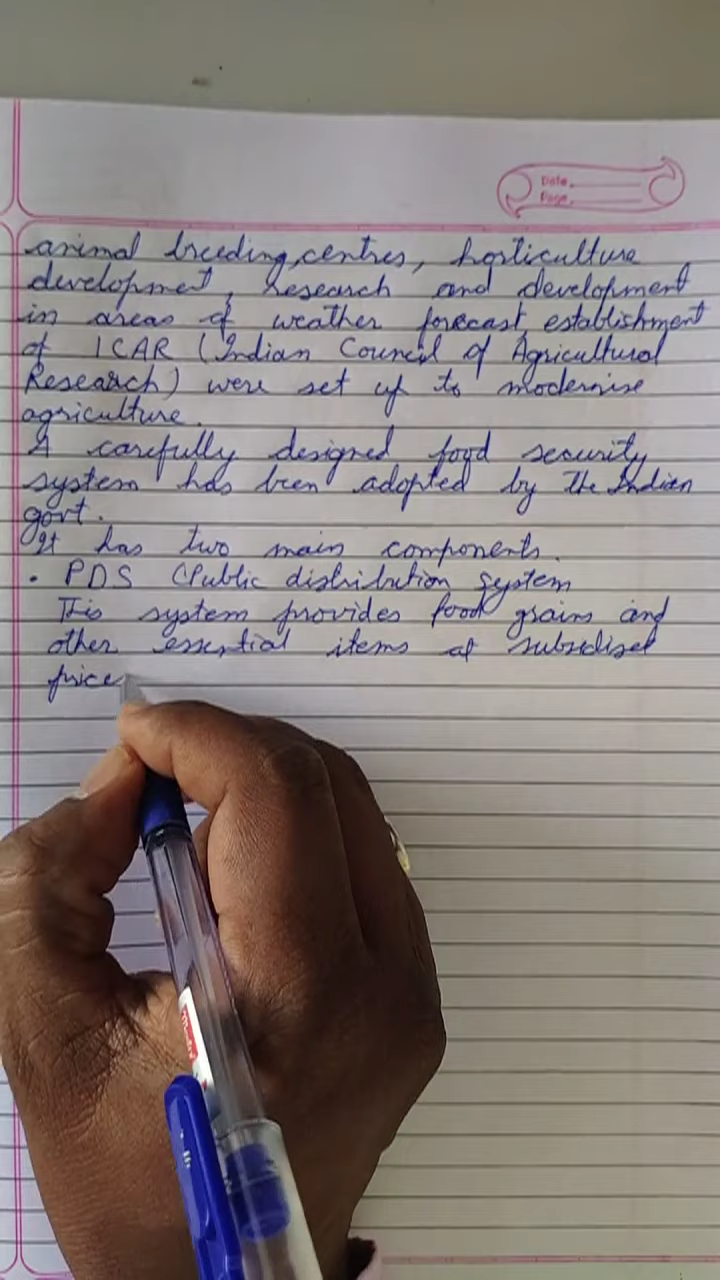 Date.
Page.
animal breeding, centres, horticulture
development, research and development
in areas of weather forecast, establishment
of ICAR (Indian Council of Agricultural
Research) were set up to modernise
agriculture.
A carefully designed food security
system has been adopted by the Indian
govt.
It has two main components.
• PDS (Public distribution system
This system provides food grains and
other essential items at subsidised
price